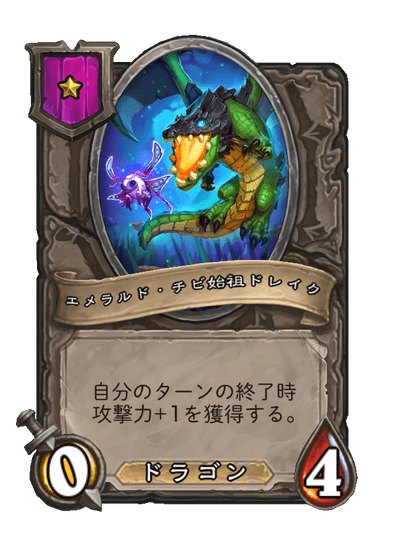 エメラルド・チビ始祖ドレイク
自分のターンの終了時
攻撃力+1を獲得する。
0
ドラゴン
4